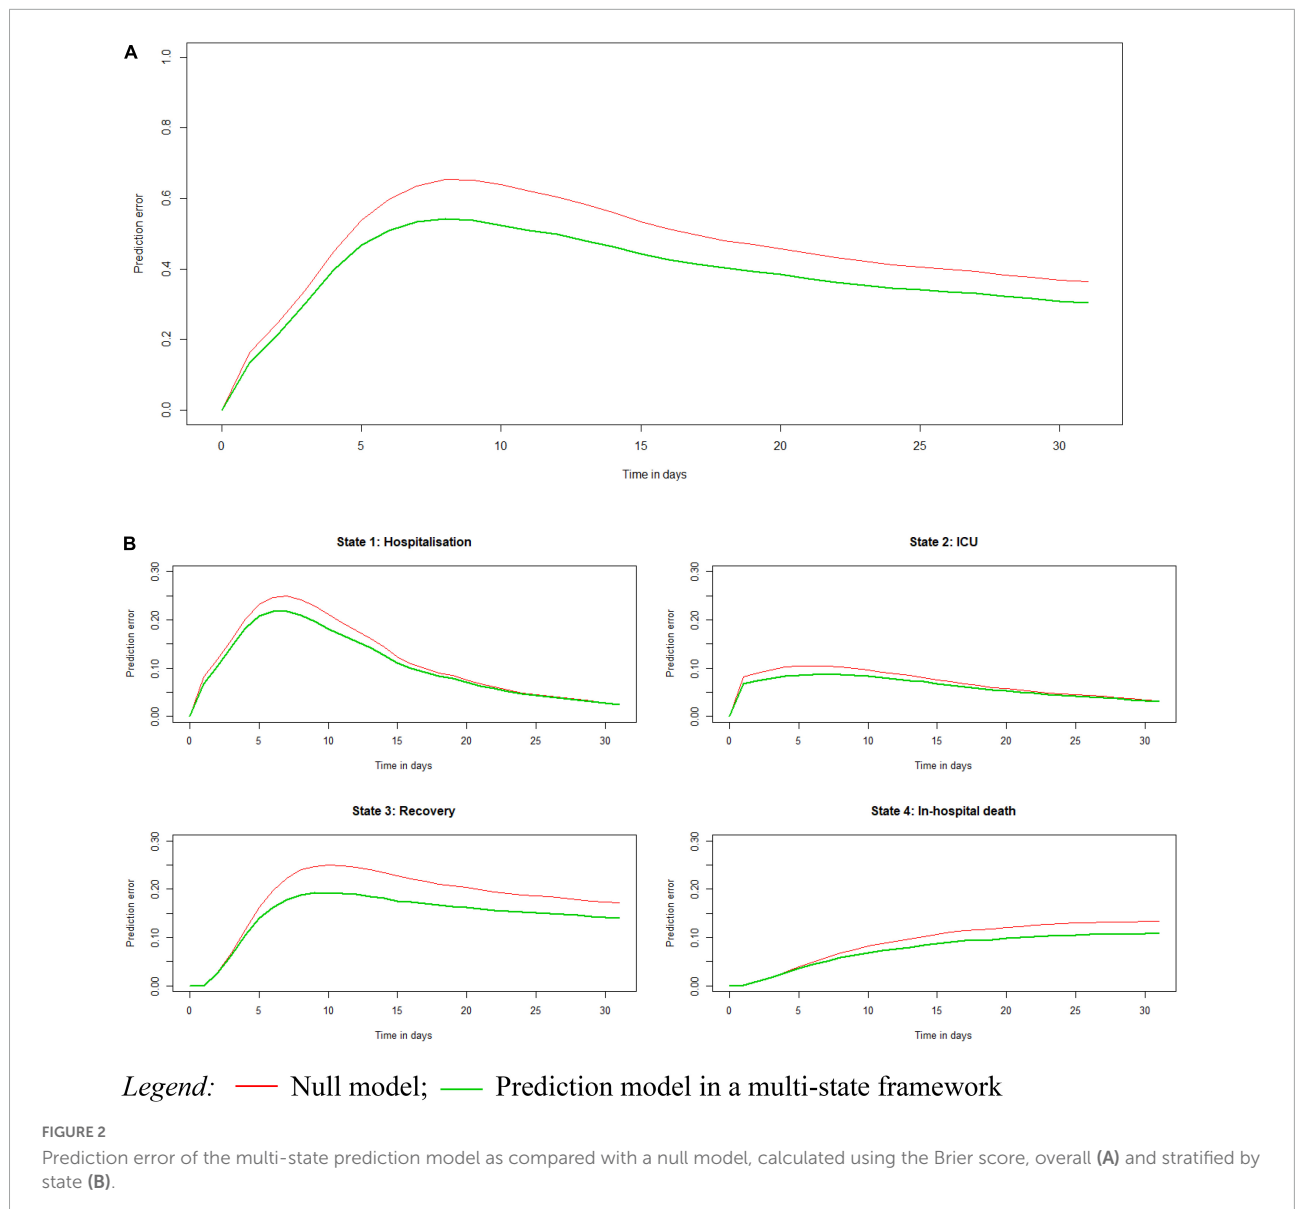 A
Prediction error
1.0
0.8
0.6
0.4
0.2
0.0
0 5 10 15 20 25 30
Time in days
B
State 1: Hospitalisation
Prediction error
0.30
0.20
0.10
0.00
0 5 10 15 20 25 30
Time in days
State 2: ICU
Prediction error
0.30
0.20
0.10
0.00
0 5 10 15 20 25 30
Time in days
State 3: Recovery
Prediction error
0.30
0.20
0.10
0.00
0 5 10 15 20 25 30
Time in days
State 4: In-hospital death
Prediction error
0.30
0.20
0.10
0.00
0 5 10 15 20 25 30
Time in days
Legend: Null model; Prediction model in a multi-state framework
FIGURE 2
Prediction error of the multi-state prediction model as compared with a null model, calculated using the Brier score, overall (A) and stratified by
state (B).